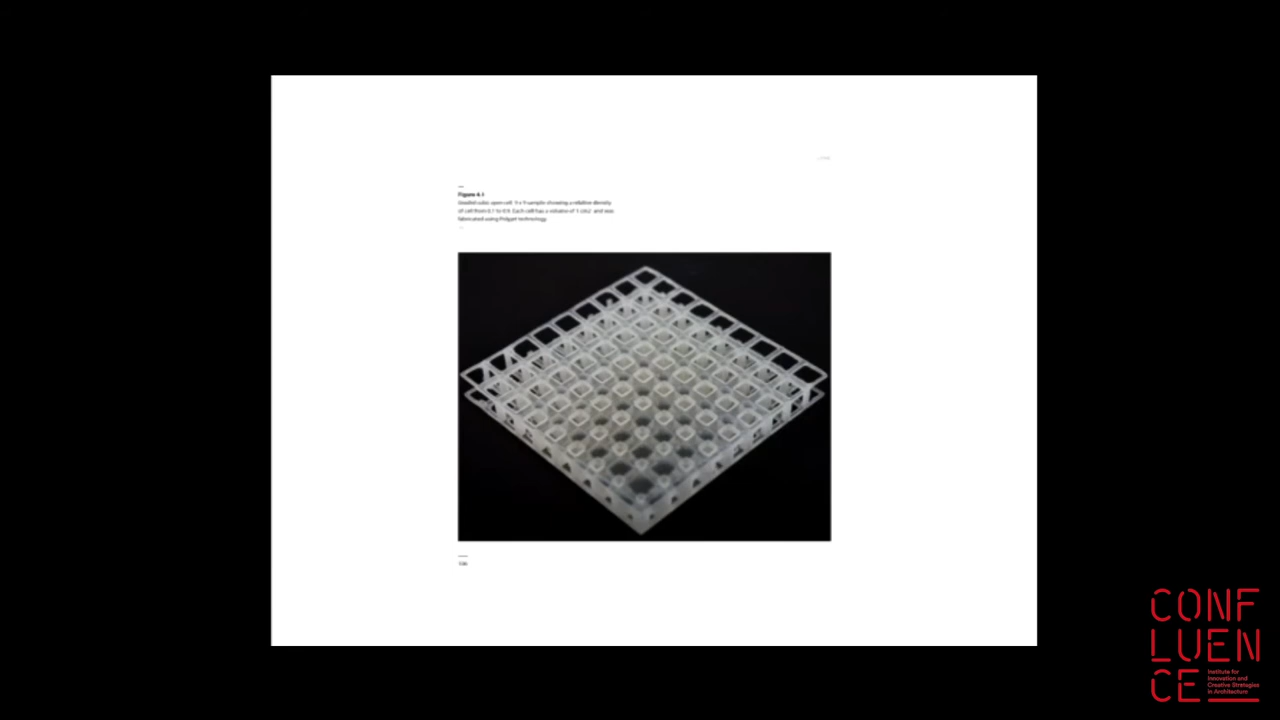 Figure 4.1
cubic open cell 9 x 9 sample showing a relative density
of cell from 0.1 to 0.9. Each cell has a volume of 1 and was
fabricated using Polyjet technology.
CONF
LUEN
CE
Institute for
Innovation and
Creative Strategies
in Architecture